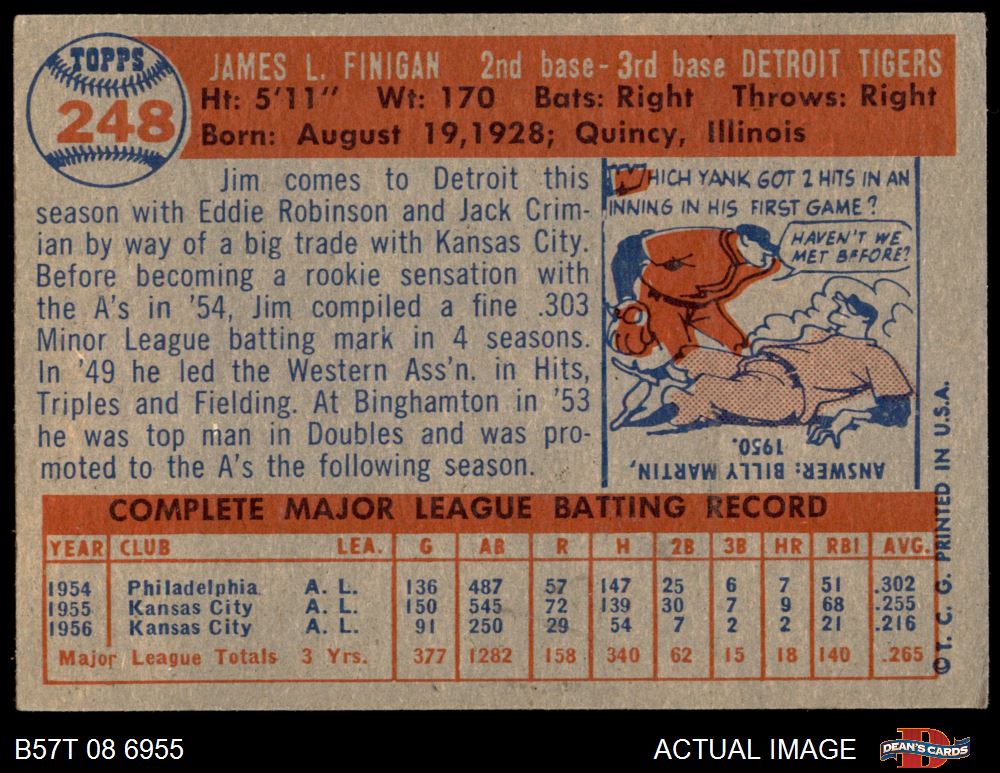 TOPPS
248
JAMES L. FINIGAN 2nd base - 3rd base DETROIT TIGERS
Ht: 5'11" Wt: 170 Bats: Right Throws: Right
Born: August 19,1928; Quincy, Illinois
Jim comes to Detroit this
season with Eddie Robinson and Jack Crim-
ian by way of a big trade with Kansas City.
Before becoming a rookie sensation with
the A's in '54, Jim compiled a fine .303
Minor League batting mark in 4 seasons.
In '49 he led the Western Ass'n. in Hits,
Triples and Fielding. At Binghamton in '53
he was top man in Doubles and was pro-
moted to the A's the following season.
WHICH YANK GOT 2 HITS IN AN
INNING IN HIS FIRST GAME?
HAVEN'T WE
MET BEFORE?
ANSWER: BILLY MARTIN,
1950.
COMPLETE MAJOR LEAGUE BATTING RECORD
YEAR CLUB LEA. G AB R H 2B 3B HR RBI AVG.
1954 Philadelphia A. L. 136 487 57 147 25 6 7 51 .302
1955 Kansas City A. L. 150 545 72 139 30 7 9 68 .255
1956 Kansas City A. L. 91 250 29 54 7 2 2 21 .216
Major League Totals 3 Yrs. 377 1282 158 340 62 15 18 140 .265
© T. C. G. PRINTED IN U.S.A.
B57T 08 6955
ACTUAL IMAGE
DEAN'S CARDS